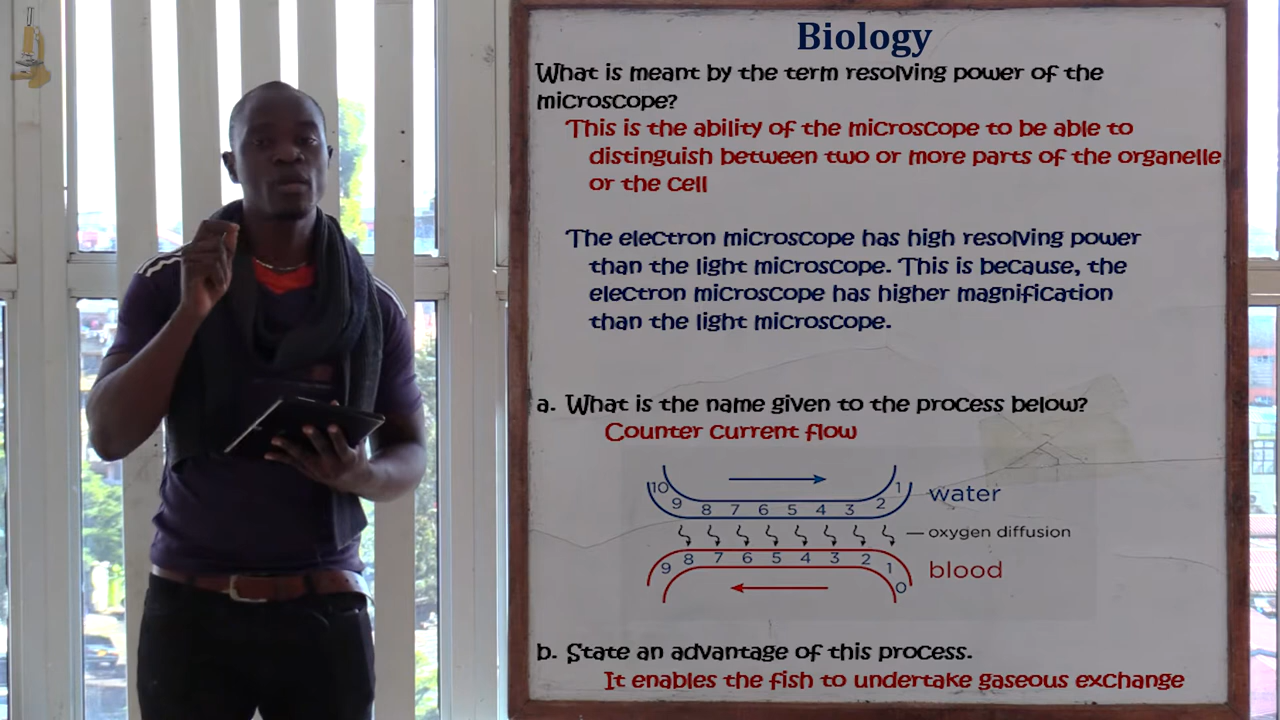 Biology
What is meant by the term resolving power of the
microscope?
This is the ability of the microscope to be able to
distinguish between two or more parts of the organelle
or the cell
The electron microscope has high resolving power
than the light microscope. This is because, the
electron microscope has higher magnification
than the light microscope.
a. What is the name given to the process below?
Counter current flow
10 9 8 7 6 5 4 3 2 1 water
oxygen diffusion
9 8 7 6 5 4 3 2 1 0 blood
b. State an advantage of this process.
It enables the fish to undertake gaseous exchange